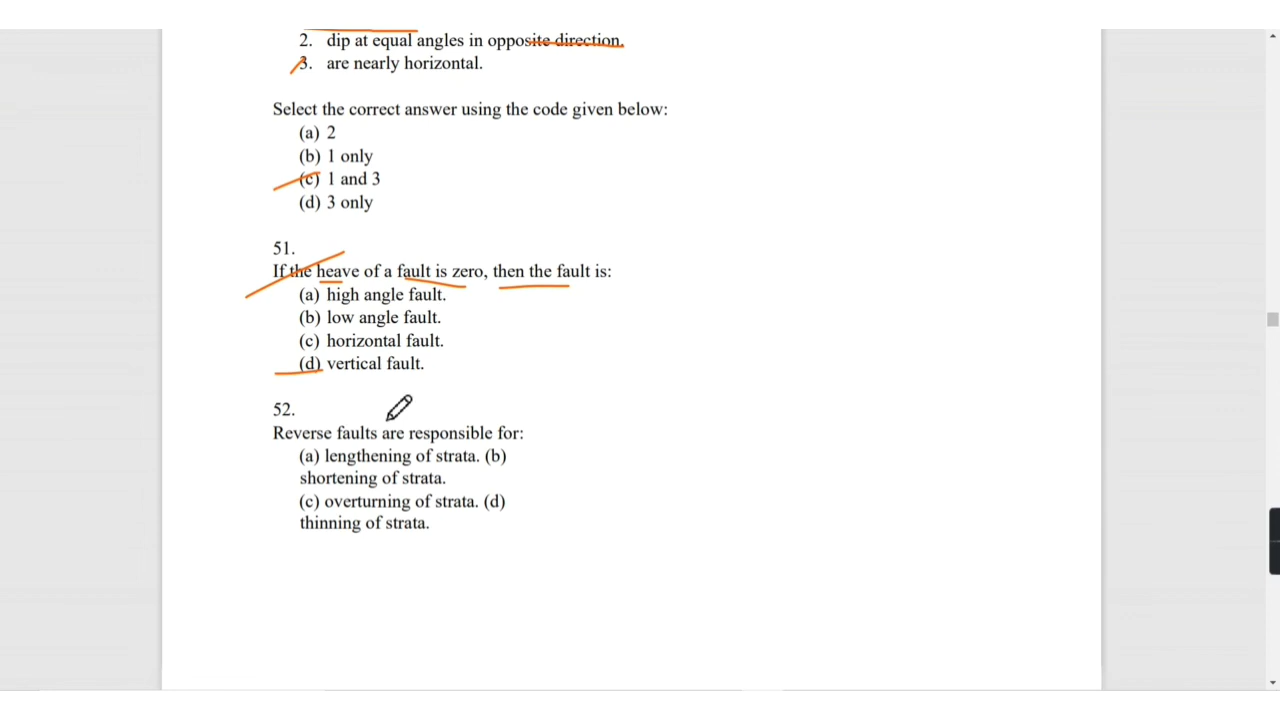 2. dip at equal angles in opposite direction.
3. are nearly horizontal.
Select the correct answer using the code given below:
(a) 2
(b) 1 only
(c) 1 and 3
(d) 3 only
51.
If the heave of a fault is zero, then the fault is:
(a) high angle fault.
(b) low angle fault.
(c) horizontal fault.
(d) vertical fault.
52.
Reverse faults are responsible for:
(a) lengthening of strata. (b)
shortening of strata.
(c) overturning of strata. (d)
thinning of strata.